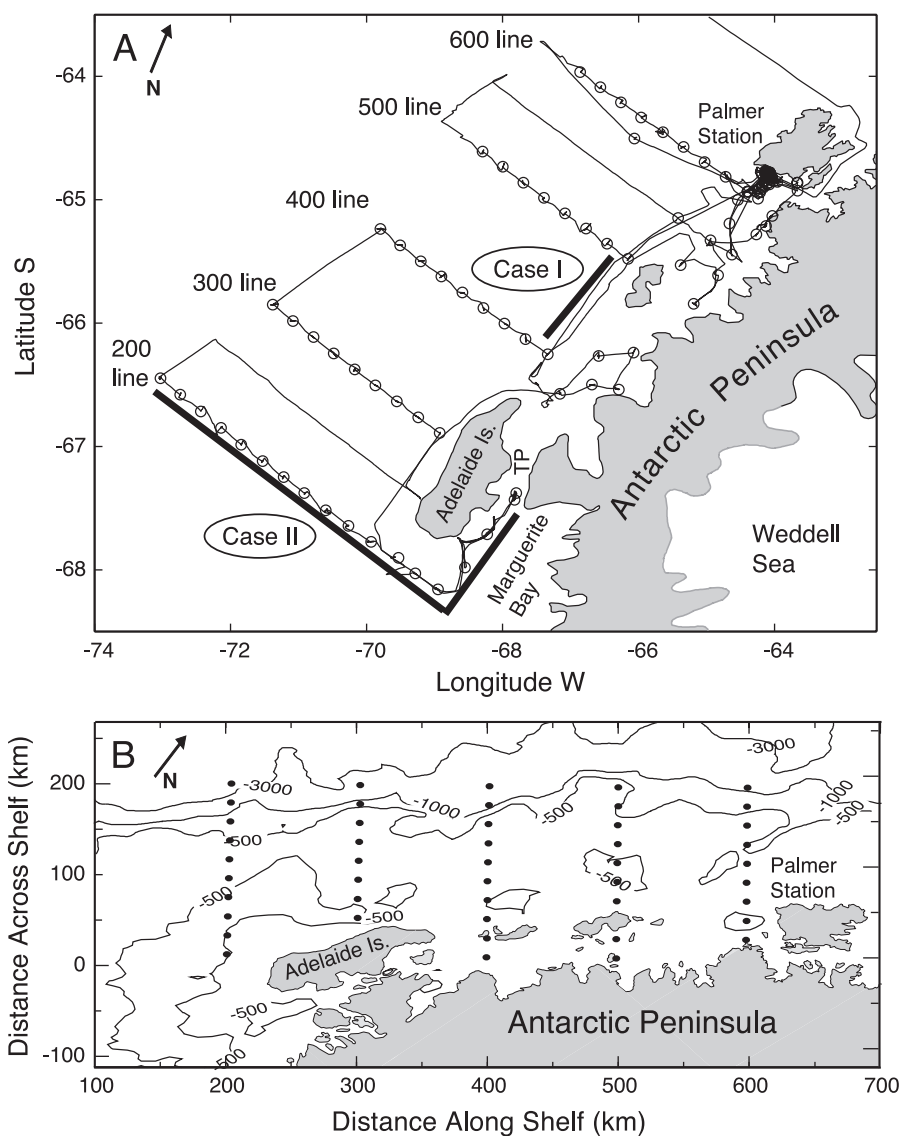 A
N
600 line
500 line
400 line
300 line
200
line
Palmer
Station
Case I
Case II
Adelaide Is.
TP
Marguerite
Bay
Antarctic Peninsula
Weddell
Sea
-64
-65
-66
-67
-68
Latitude S
-74
-72
-70
-68
-66
-64
Longitude W
B
N
-3000
-3000
-1000
-1000
-500
-500
-500
-500
-500
-500
-500
-500
Palmer
Station
Adelaide Is.
Antarctic Peninsula
200
100
0
-100
Distance Across Shelf (km)
100
200
300
400
500
600
700
Distance Along Shelf (km)